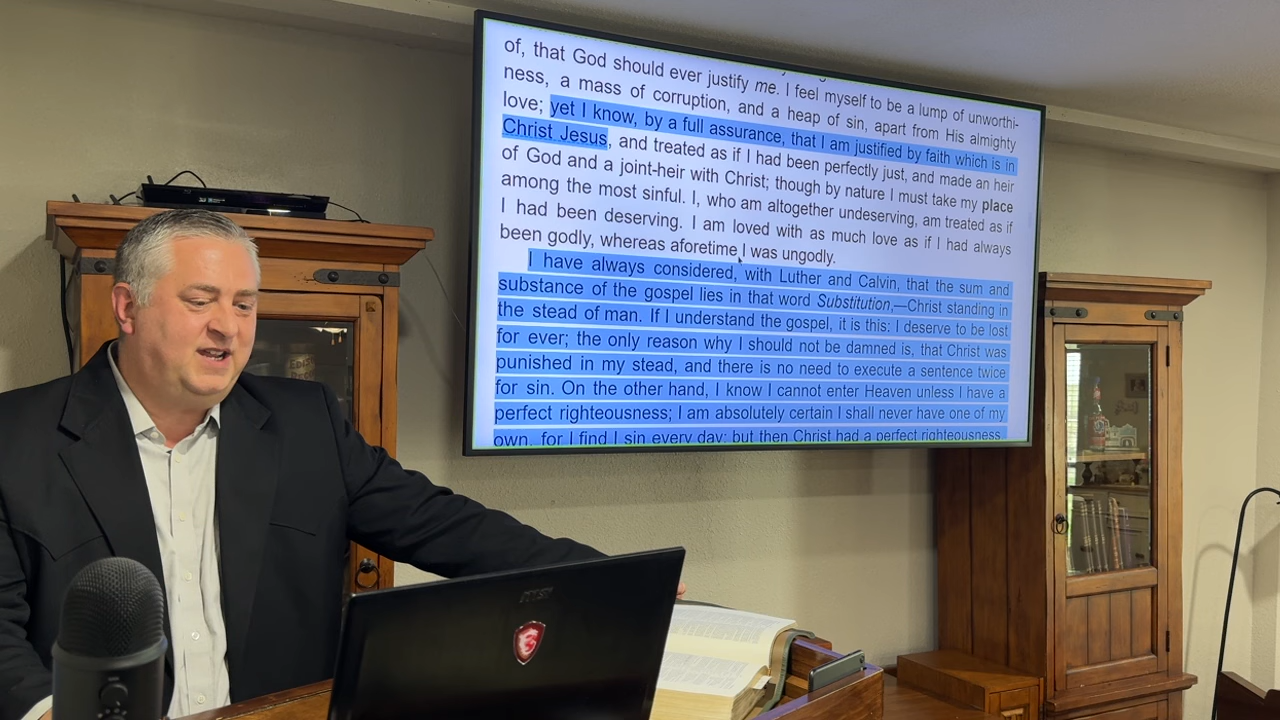 of, that God should ever justify me. I feel myself to be a lump of unworthi-
ness, a mass of corruption, and a heap of sin, apart from His almighty
love; yet I know, by a full assurance, that I am justified by faith which is in
Christ Jesus, and treated as if I had been perfectly just, and made an heir
of God and a joint-heir with Christ; though by nature I must take my place
among the most sinful. I, who am altogether undeserving, am treated as if
I had been deserving. I am loved with as much love as if I had always
been godly, whereas aforetime I was ungodly.
I have always considered, with Luther and Calvin, that the sum and
substance of the gospel lies in that word Substitution,—Christ standing in
the stead of man. If I understand the gospel, it is this: I deserve to be lost
for ever; the only reason why I should not be damned is, that Christ was
punished in my stead, and there is no need to execute a sentence twice
for sin. On the other hand, I know I cannot enter Heaven unless I have a
perfect righteousness; I am absolutely certain I shall never have one of my
own, for I find I sin every day; but then Christ had a perfect righteousness
msi